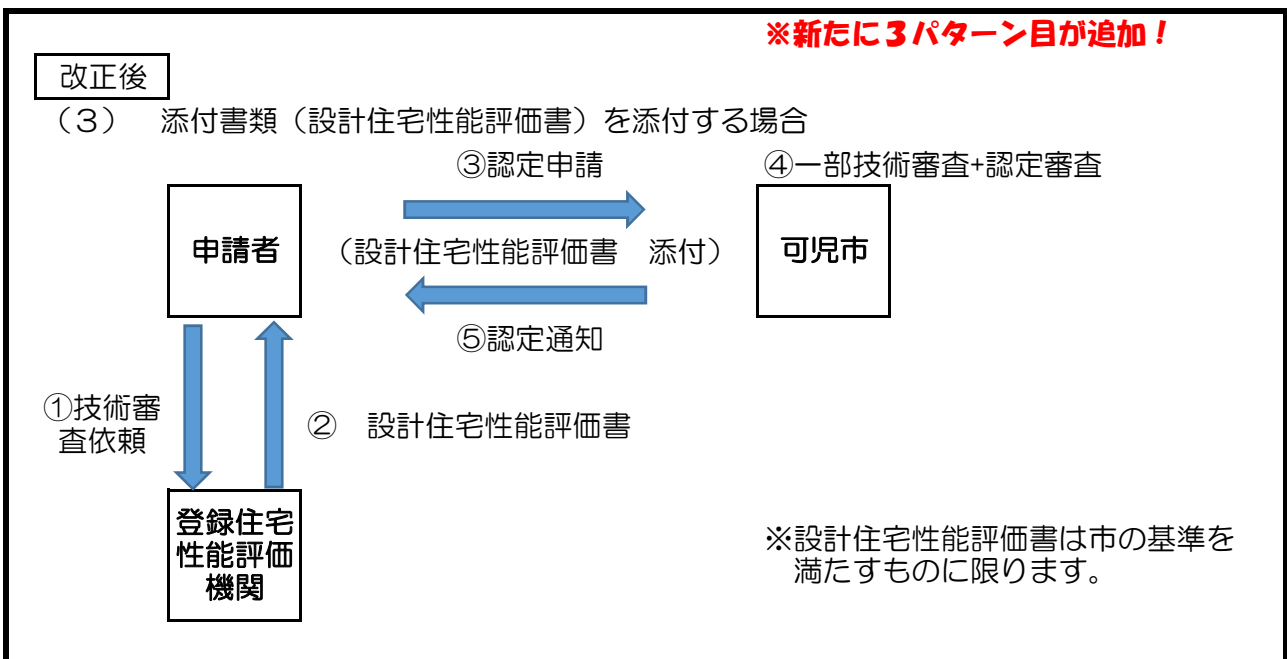 ※新たに３パターン目が追加！
改正後
（３）　添付書類（設計住宅性能評価書）を添付する場合
③認定申請
④一部技術審査+認定審査
申請者
（設計住宅性能評価書　添付）
可児市
⑤認定通知
①技術審
査依頼
②　設計住宅性能評価書
登録住宅
性能評価
機関
※設計住宅性能評価書は市の基準を
満たすものに限ります。